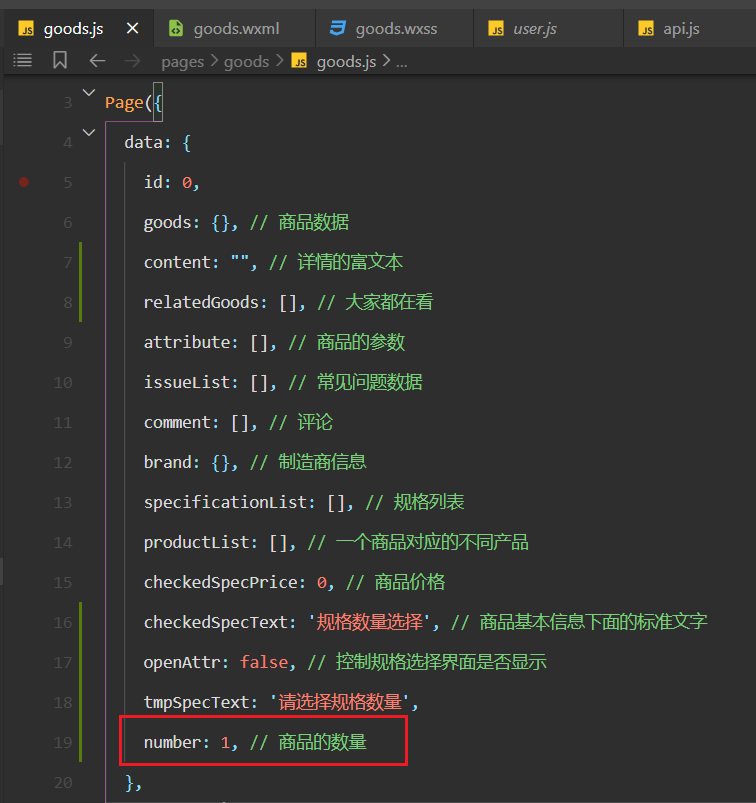 goods.js
goods.wxml
goods.wxss
user.js
api.js
pages > goods > goods.js > ...
3 Page({
4 data: {
5 id: 0,
6 goods: {}, // 商品数据
7 content: "", // 详情的富文本
8 relatedGoods: [], // 大家都在看
9 attribute: [], // 商品的参数
10 issueList: [], // 常见问题数据
11 comment: [], // 评论
12 brand: {}, // 制造商信息
13 specificationList: [], // 规格列表
14 productList: [], // 一个商品对应的不同产品
15 checkedSpecPrice: 0, // 商品价格
16 checkedSpecText: '规格数量选择', // 商品基本信息下面的标准文字
17 openAttr: false, // 控制规格选择界面是否显示
18 tmpSpecText: '请选择规格数量',
19 number: 1, // 商品的数量
20 },